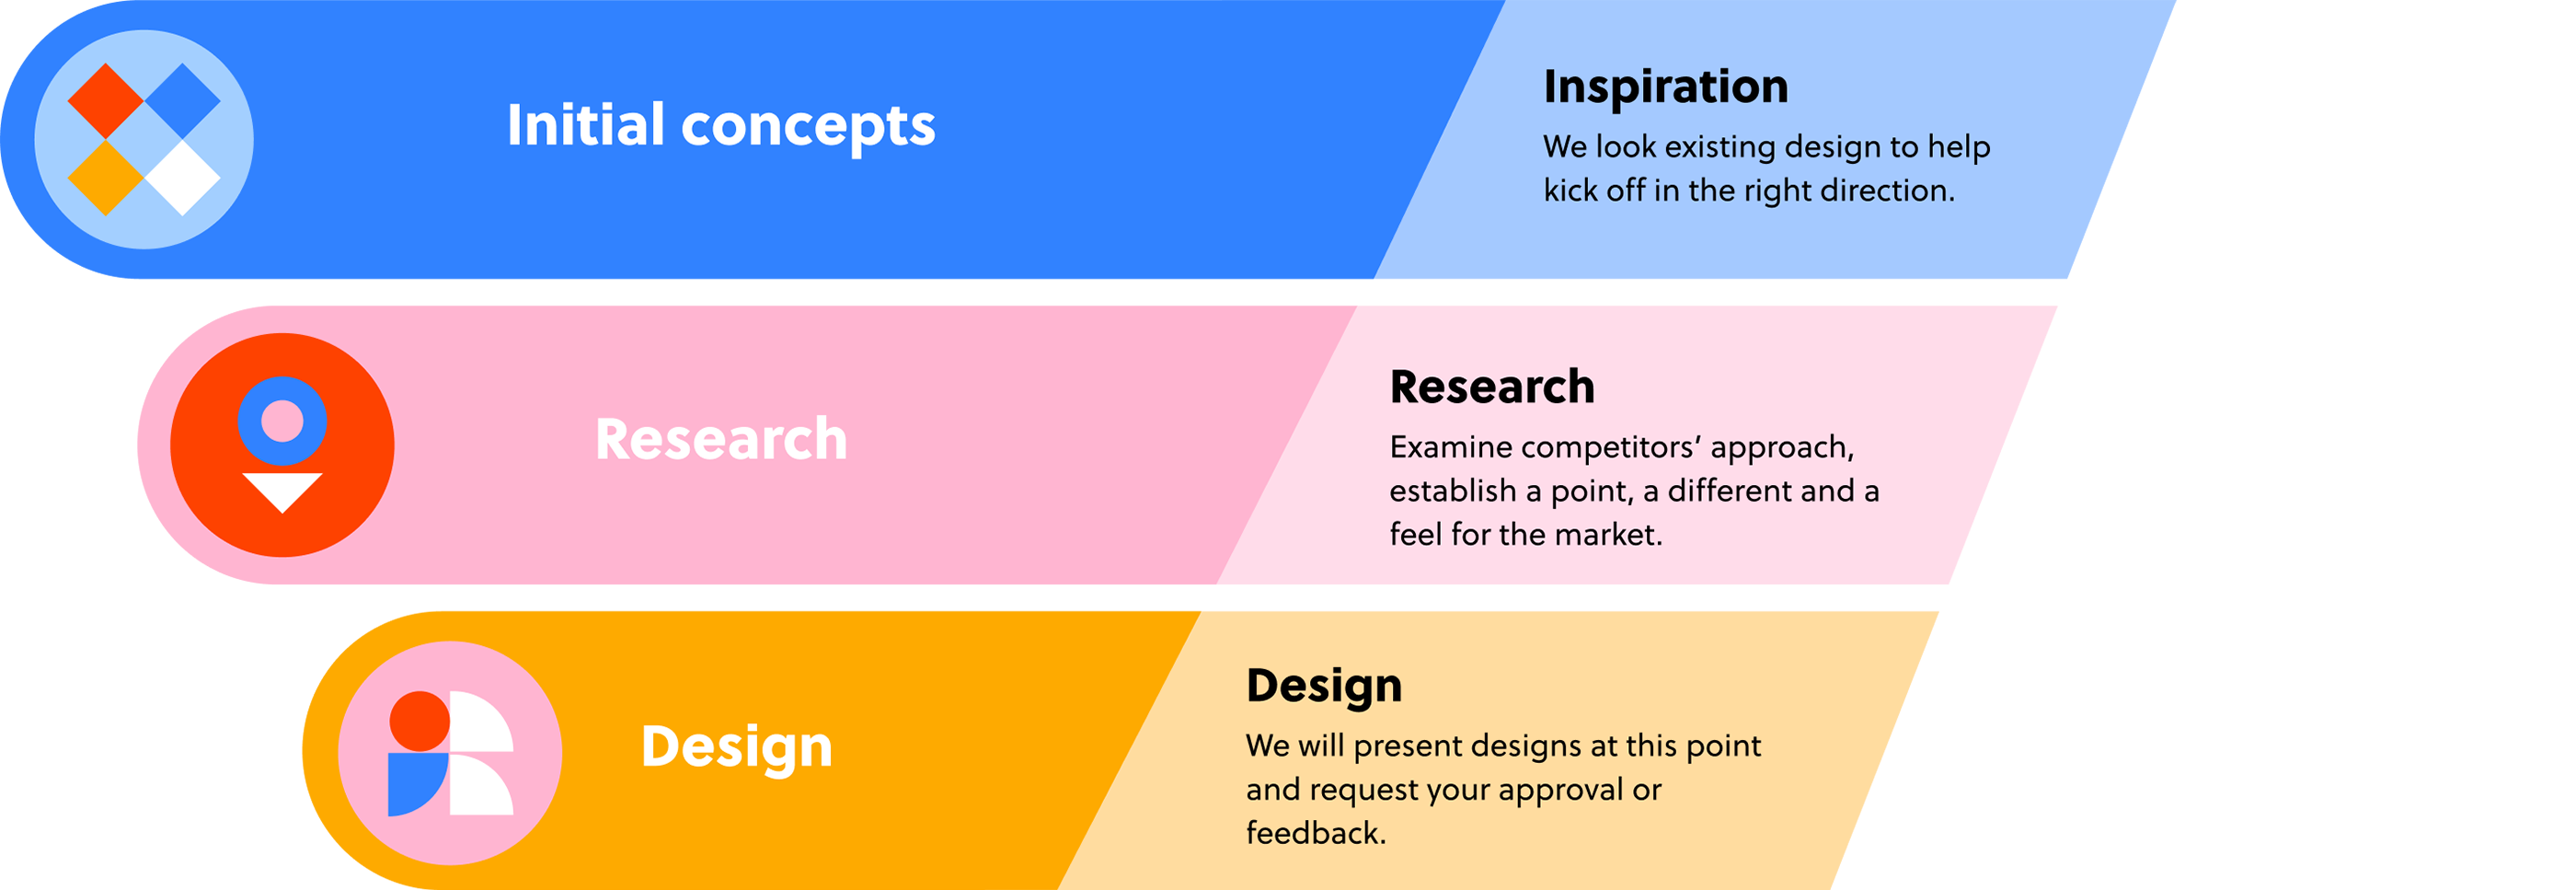 Initial concepts
Inspiration
We look existing design to help
kick off in the right direction.
Research
Research
Examine competitors’ approach,
establish a point, a different and a
feel for the market.
Design
Design
We will present designs at this point
and request your approval or
feedback.